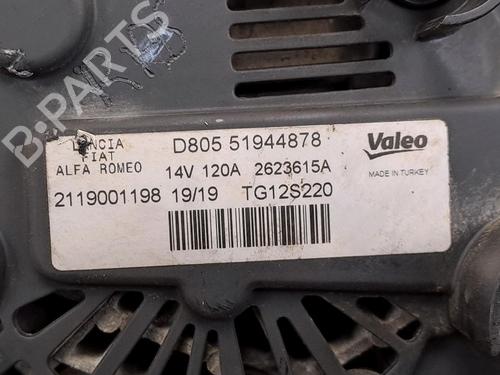 B-PARTS
LANCIA
FIAT
ALFA ROMEO
D805 51944878
14V 120A 2623615A
2119001198 19/19 TG12S220
Valeo
MADE IN TURKEY